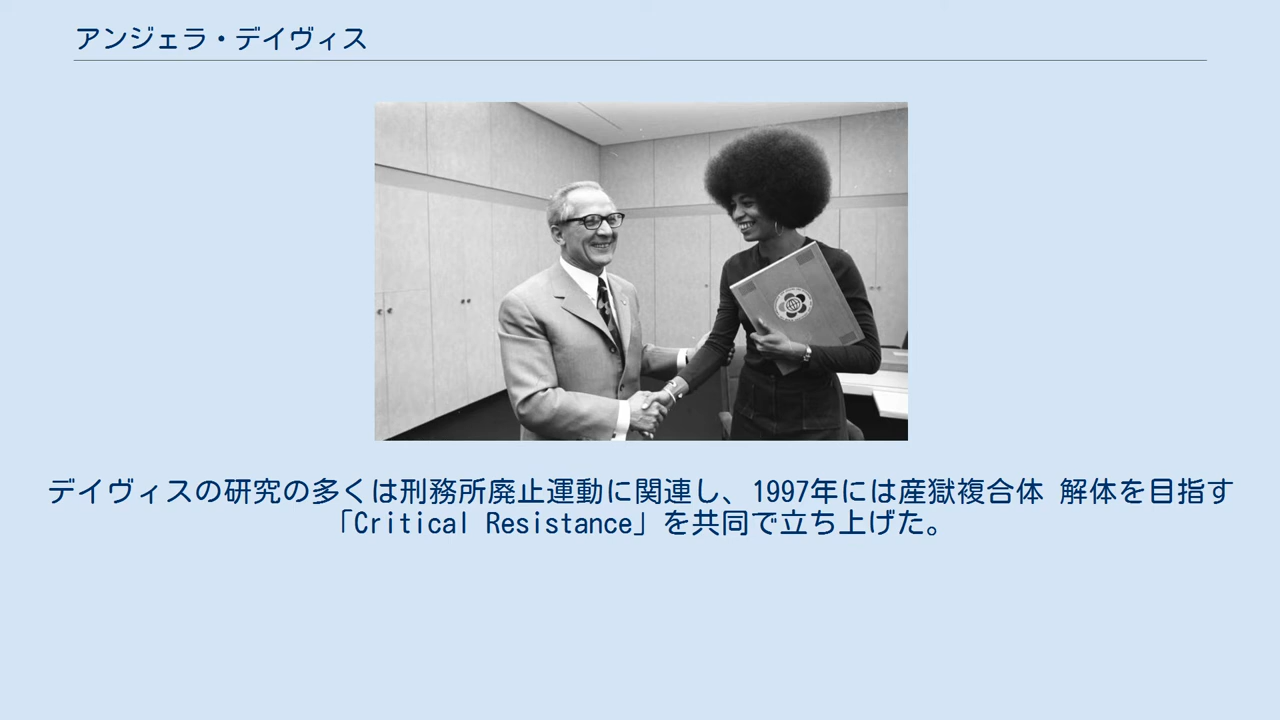 アンジェラ・デイヴィス
デイヴィスの研究の多くは刑務所廃止運動に関連し、1997年には産獄複合体 解体を目指す
「Critical Resistance」を共同で立ち上げた。